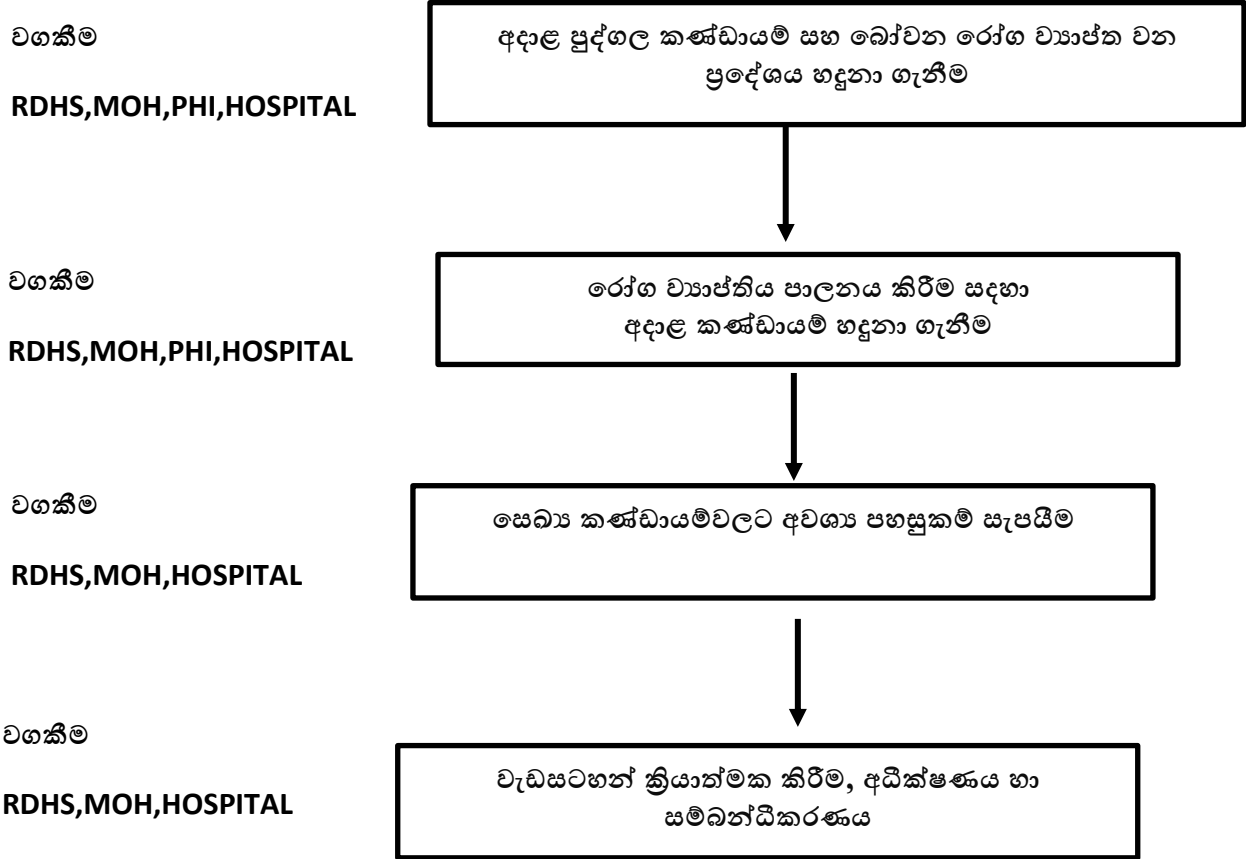 වගකීම
අදාළ පුද්ගල කණ්ඩායම් සහ බෝවන රෝග ව්‍යාප්ත වන
ප්‍රදේශය හදුනා ගැනීම
RDHS,MOH,PHI,HOSPITAL
වගකීම
රෝග ව්‍යාප්තිය පාලනය කිරීම සදහා
අදාළ කණ්ඩායම් හදුනා ගැනීම
RDHS,MOH,PHI,HOSPITAL
වගකීම
සෞඛ්‍ය කණ්ඩායම්වලට අවශ්‍ය පහසුකම් සැපයීම
RDHS,MOH,HOSPITAL
වගකීම
වැඩසටහන් ක්‍රියාත්මක කිරීම, අධීක්ෂණය හා
සම්බන්ධීකරණය
RDHS,MOH,HOSPITAL